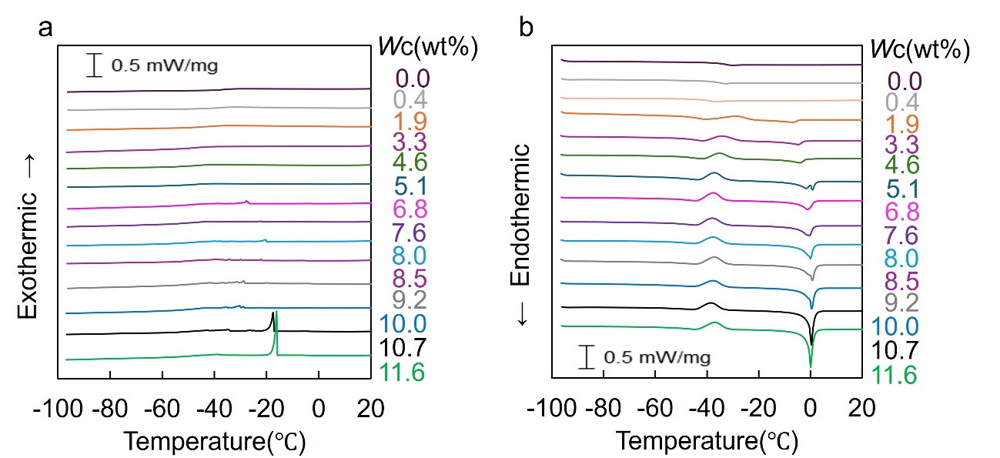 a
Wc(wt%)
0.5 mW/mg
0.0
0.4
1.9
3.3
4.6
5.1
6.8
7.6
8.0
8.5
9.2
10.0
10.7
11.6
Exothermic →
-100 -80 -60 -40 -20 0 20
Temperature(℃)
b
Wc(wt%)
0.0
0.4
1.9
3.3
4.6
5.1
6.8
7.6
8.0
8.5
9.2
10.0
10.7
11.6
← Endothermic
0.5 mW/mg
-100 -80 -60 -40 -20 0 20
Temperature(℃)